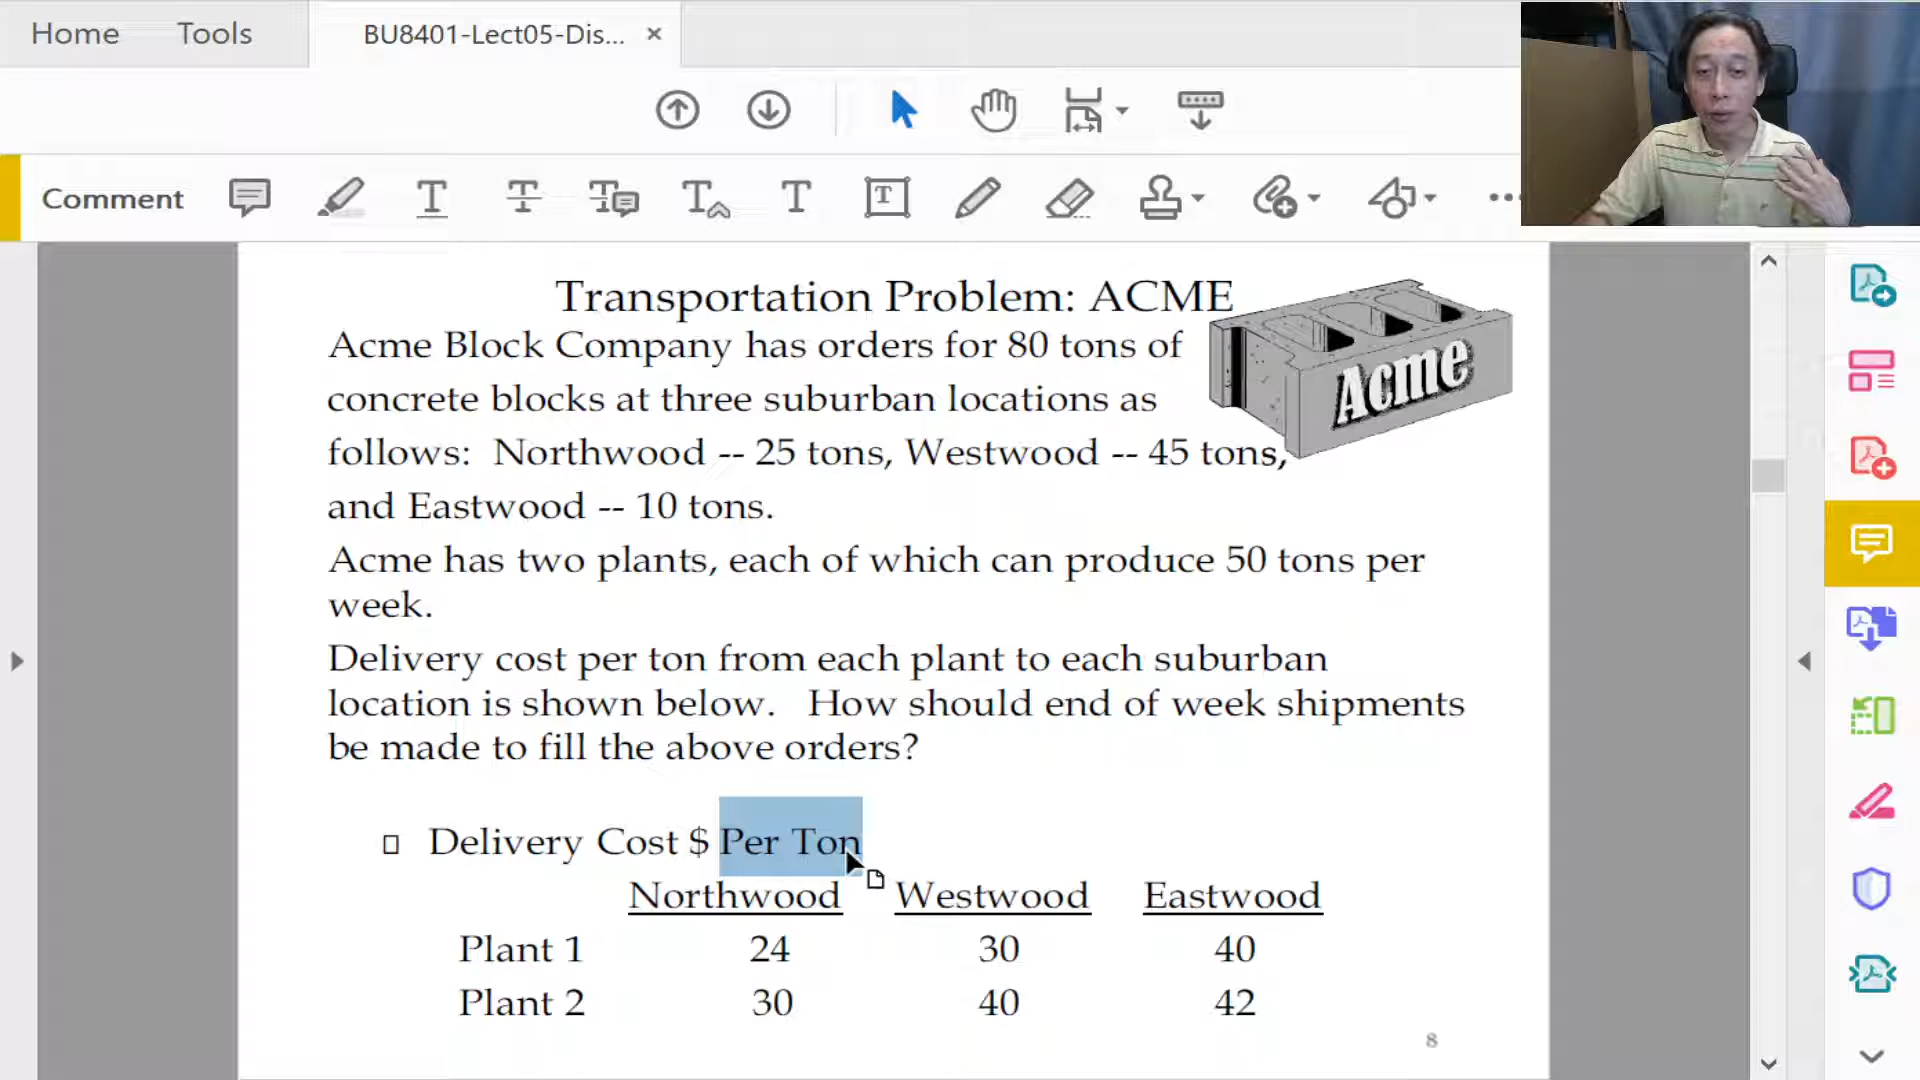 Home Tools BU8401-Lect05-Dis...
Comment
Transportation Problem: ACME
Acme Block Company has orders for 80 tons of
concrete blocks at three suburban locations as
follows: Northwood -- 25 tons, Westwood -- 45 tons,
and Eastwood -- 10 tons.
Acme
Acme has two plants, each of which can produce 50 tons per
week.
Delivery cost per ton from each plant to each suburban
location is shown below. How should end of week shipments
be made to fill the above orders?
Delivery Cost $ Per Ton
Northwood Westwood Eastwood
Plant 1 24 30 40
Plant 2 30 40 42
8